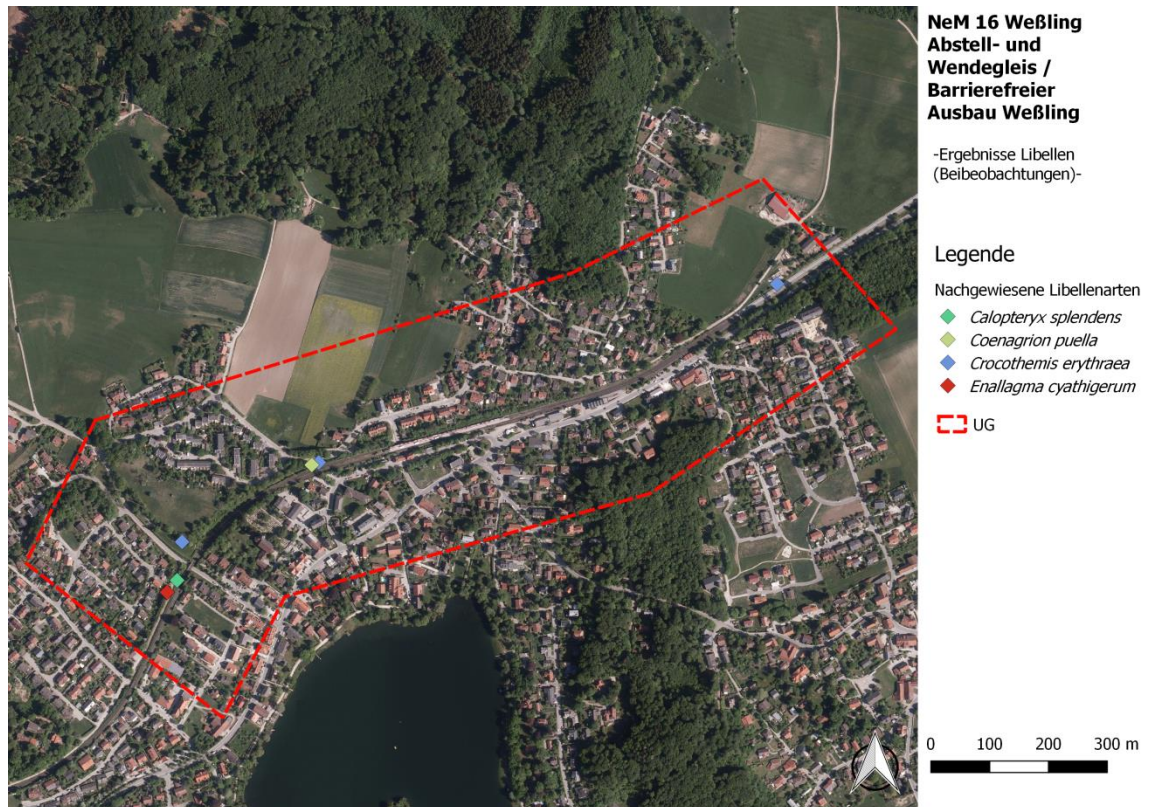 NeM 16 Weßling
Abstell- und
Wendegleis /
Barrierefreier
Ausbau Weßling
-Ergebnisse Libellen
(Beibeobachtungen)-
Legende
Nachgewiesene Libellenarten
Calopteryx splendens
Coenagrion puella
Crocothemis erythraea
Enallagma cyathigerum
UG
0 100 200 300 m